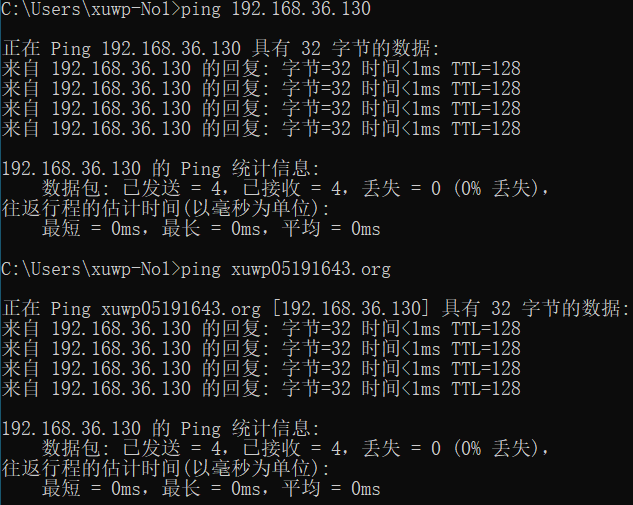 C:\Users\xuwp-No1>ping 192.168.36.130
正在 Ping 192.168.36.130 具有 32 字节的数据:
来自 192.168.36.130 的回复: 字节=32 时间<1ms TTL=128
来自 192.168.36.130 的回复: 字节=32 时间<1ms TTL=128
来自 192.168.36.130 的回复: 字节=32 时间<1ms TTL=128
来自 192.168.36.130 的回复: 字节=32 时间<1ms TTL=128
192.168.36.130 的 Ping 统计信息:
数据包: 已发送 = 4，已接收 = 4，丢失 = 0 (0% 丢失)，
往返行程的估计时间(以毫秒为单位):
最短 = 0ms，最长 = 0ms，平均 = 0ms
C:\Users\xuwp-No1>ping xuwp05191643.org
正在 Ping xuwp05191643.org [192.168.36.130] 具有 32 字节的数据:
来自 192.168.36.130 的回复: 字节=32 时间<1ms TTL=128
来自 192.168.36.130 的回复: 字节=32 时间<1ms TTL=128
来自 192.168.36.130 的回复: 字节=32 时间<1ms TTL=128
来自 192.168.36.130 的回复: 字节=32 时间<1ms TTL=128
192.168.36.130 的 Ping 统计信息:
数据包: 已发送 = 4，已接收 = 4，丢失 = 0 (0% 丢失)，
往返行程的估计时间(以毫秒为单位):
最短 = 0ms，最长 = 0ms，平均 = 0ms